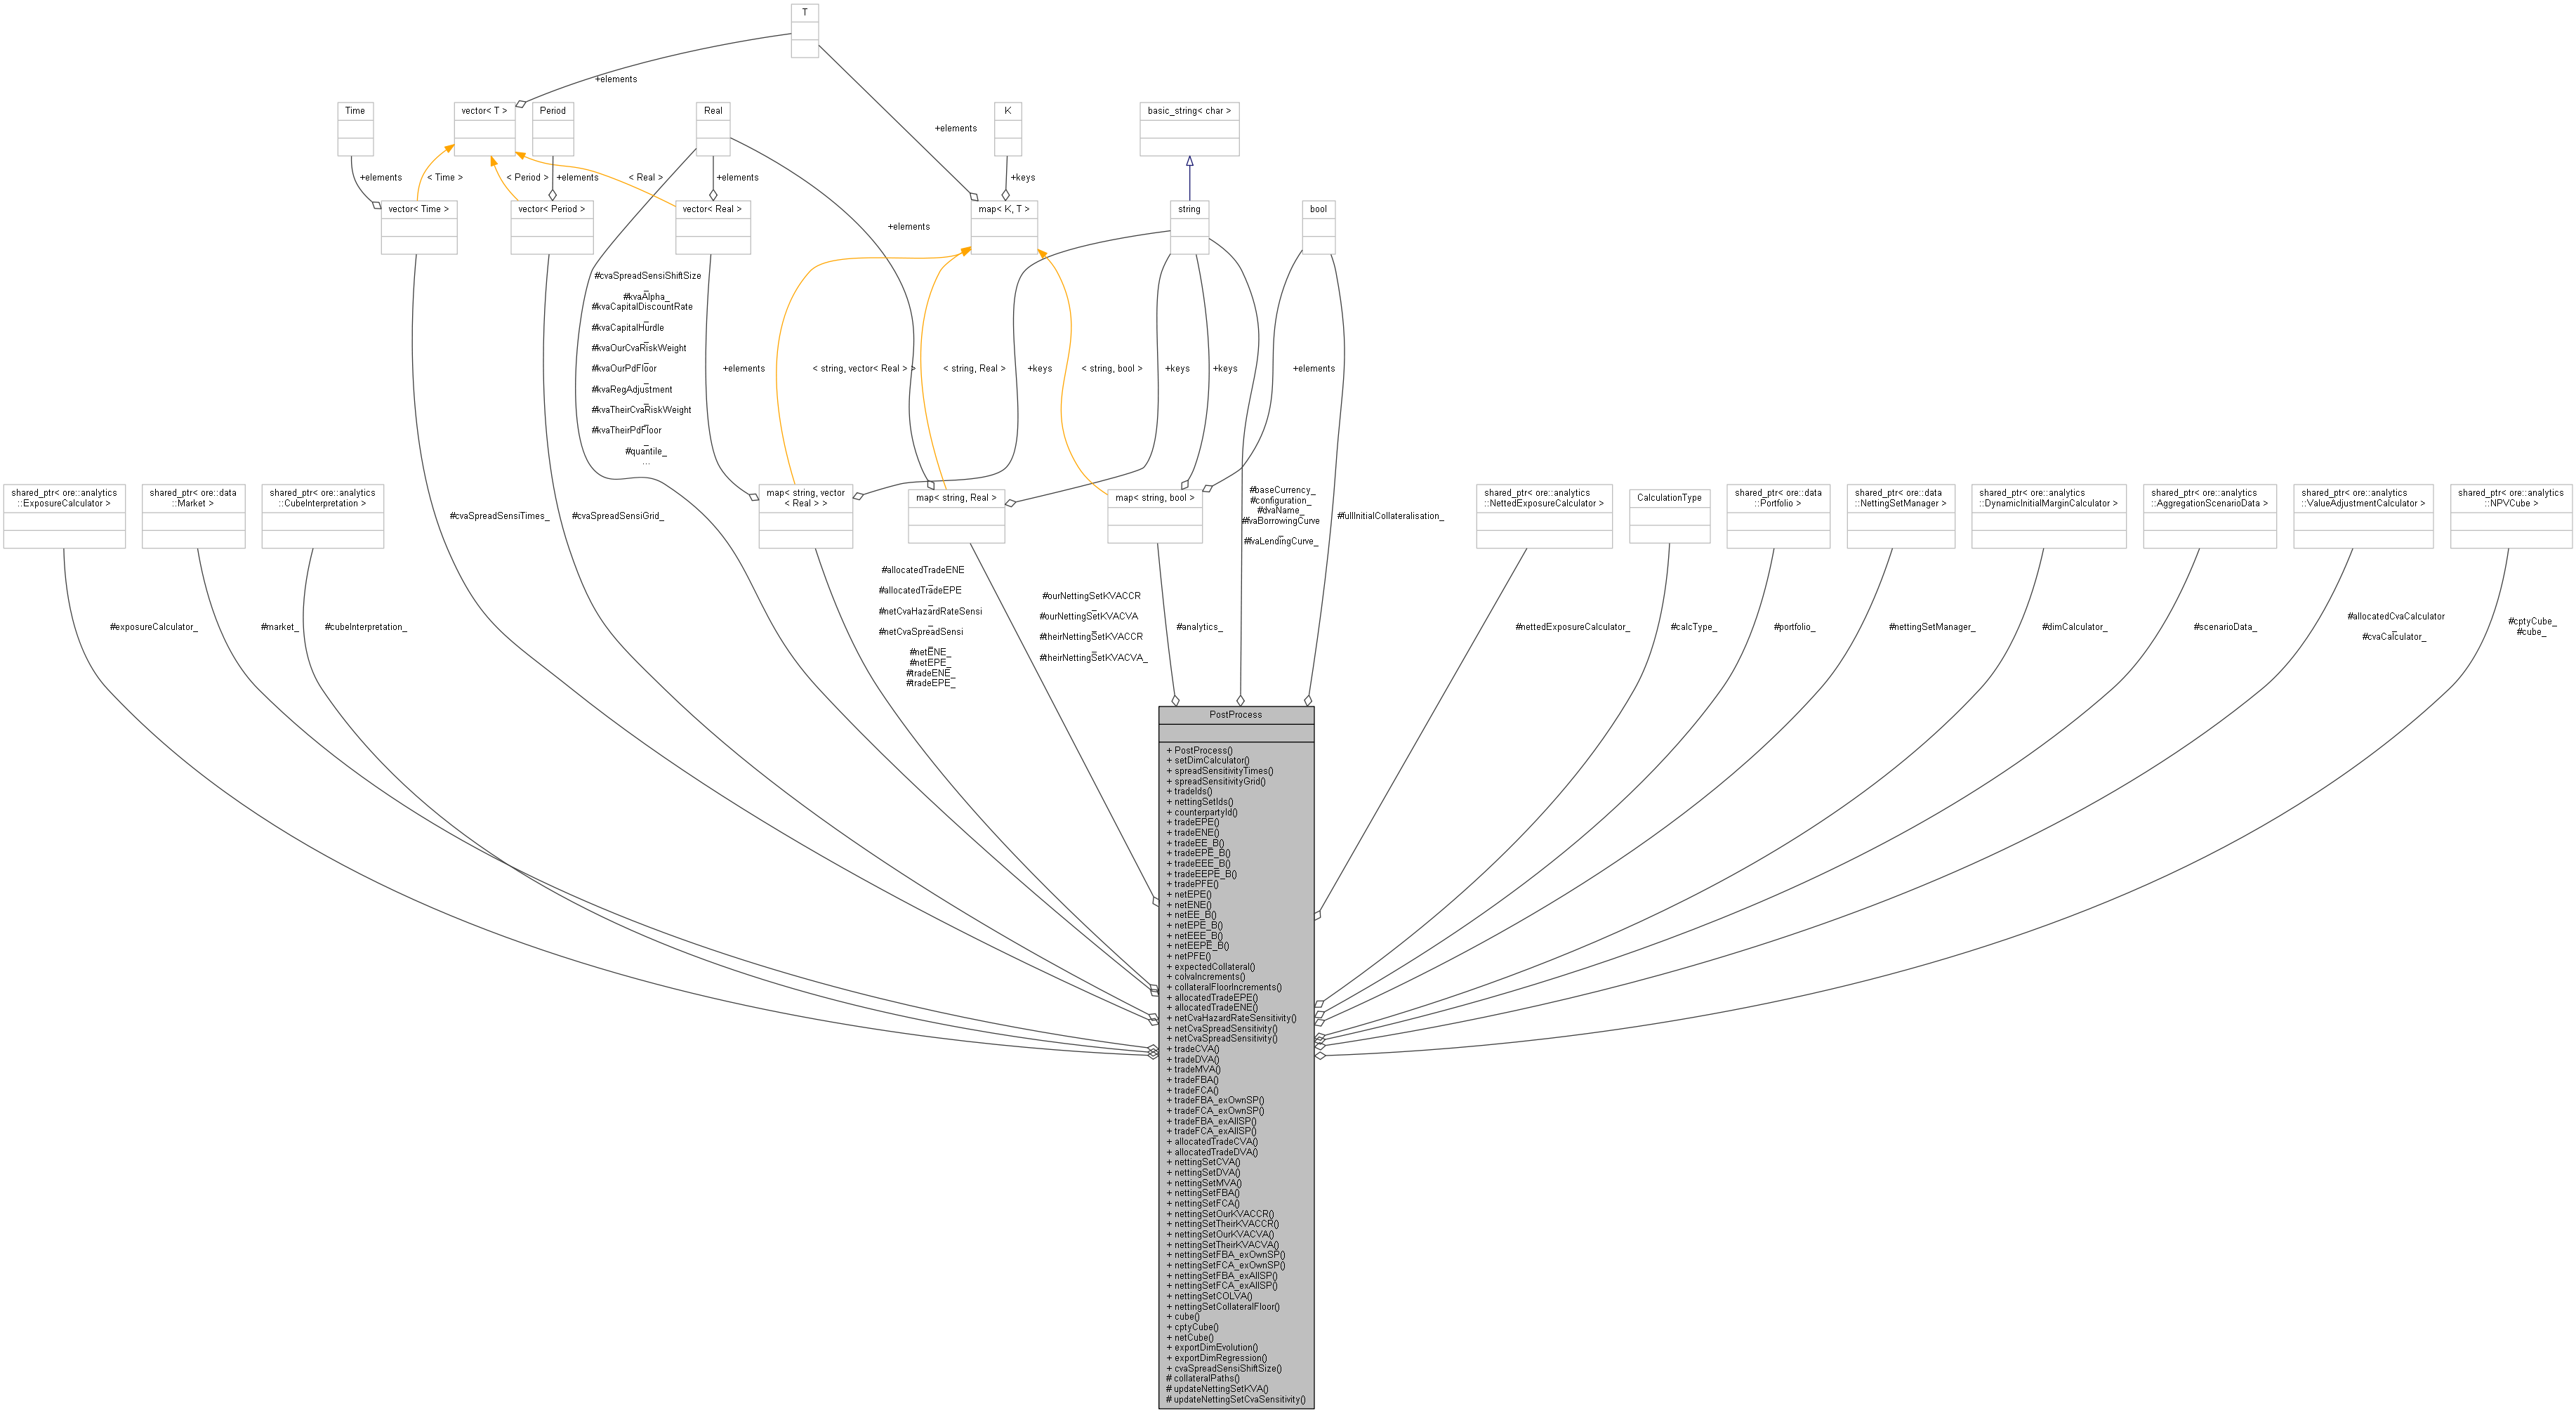 T
+elements
Time
vector< T >
Period
Real
K
basic_string< char >
+elements
+elements
< Time >
< Period >
+elements
< Real >
+elements
+keys
vector< Time >
vector< Period >
vector< Real >
map< K, T >
string
bool
+elements
#cvaSpreadSensiShiftSize
_
#kvaAlpha_
#kvaCapitalDiscountRate
_
#kvaCapitalHurdle
_
#kvaOurCvaRiskWeight
_
#kvaOurPdFloor
_
#kvaRegAdjustment
_
#kvaTheirCvaRiskWeight
_
#kvaTheirPdFloor
_
#quantile_
...
+elements
< string, vector< Real > >
< string, Real >
+keys
< string, bool >
+keys
+keys
+elements
shared_ptr< ore::analytics
::ExposureCalculator >
shared_ptr< ore::data
::Market >
shared_ptr< ore::analytics
::CubeInterpretation >
#cvaSpreadSensiTimes_
#cvaSpreadSensiGrid_
map< string, vector
< Real > >
map< string, Real >
map< string, bool >
#baseCurrency_
#configuration_
#dvaName_
#fvaBorrowingCurve
_
#fvaLendingCurve_
#fullInitialCollateralisation_
shared_ptr< ore::analytics
::NettedExposureCalculator >
CalculationType
shared_ptr< ore::data
::Portfolio >
shared_ptr< ore::data
::NettingSetManager >
shared_ptr< ore::analytics
::DynamicInitialMarginCalculator >
shared_ptr< ore::analytics
::AggregationScenarioData >
shared_ptr< ore::analytics
::ValueAdjustmentCalculator >
shared_ptr< ore::analytics
::NPVCube >
#exposureCalculator_
#market_
#cubeInterpretation_
#allocatedTradeENE
_
#allocatedTradeEPE
_
#netCvaHazardRateSensi
_
#netCvaSpreadSensi
_
#netENE_
#netEPE_
#tradeENE_
#tradeEPE_
#ourNettingSetKVACCR
_
#ourNettingSetKVACVA
_
#theirNettingSetKVACCR
_
#theirNettingSetKVACVA_
#analytics_
#nettedExposureCalculator_
#calcType_
#portfolio_
#nettingSetManager_
#dimCalculator_
#scenarioData_
#allocatedCvaCalculator
_
#cvaCalculator_
#cptyCube_
#cube_
PostProcess
+ PostProcess()
+ setDimCalculator()
+ spreadSensitivityTimes()
+ spreadSensitivityGrid()
+ tradeIds()
+ nettingSetIds()
+ counterpartyId()
+ tradeEPE()
+ tradeENE()
+ tradeEE_B()
+ tradeEPE_B()
+ tradeEEE_B()
+ tradeEEPE_B()
+ tradePFE()
+ netEPE()
+ netENE()
+ netEE_B()
+ netEPE_B()
+ netEEE_B()
+ netEEPE_B()
+ netPFE()
+ expectedCollateral()
+ colvaIncrements()
+ collateralFloorIncrements()
+ allocatedTradeEPE()
+ allocatedTradeENE()
+ netCvaHazardRateSensitivity()
+ netCvaSpreadSensitivity()
+ netCvaSpreadSensitivity()
+ tradeCVA()
+ tradeDVA()
+ tradeMVA()
+ tradeFBA()
+ tradeFCA()
+ tradeFBA_exOwnSP()
+ tradeFCA_exOwnSP()
+ tradeFBA_exAllSP()
+ tradeFCA_exAllSP()
+ allocatedTradeCVA()
+ allocatedTradeDVA()
+ nettingSetCVA()
+ nettingSetDVA()
+ nettingSetMVA()
+ nettingSetFBA()
+ nettingSetFCA()
+ nettingSetOurKVACCR()
+ nettingSetTheirKVACCR()
+ nettingSetOurKVACVA()
+ nettingSetTheirKVACVA()
+ nettingSetFBA_exOwnSP()
+ nettingSetFCA_exOwnSP()
+ nettingSetFBA_exAllSP()
+ nettingSetFCA_exAllSP()
+ nettingSetCOLVA()
+ nettingSetCollateralFloor()
+ cube()
+ cptyCube()
+ netCube()
+ exportDimEvolution()
+ exportDimRegression()
+ cvaSpreadSensiShiftSize()
# collateralPaths()
# updateNettingSetKVA()
# updateNettingSetCvaSensitivity()